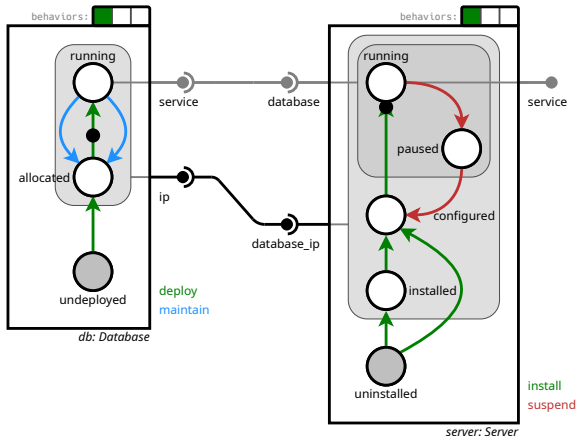 behaviors:
behaviors:
running
running
service
database
service
paused
allocated
ip
configured
database_ip
deploy
installed
undeployed
maintain
db: Database
uninstalled
install
suspend
server: Server